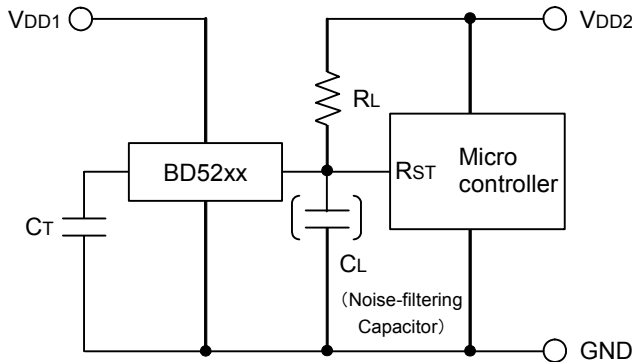 VDD1
VDD2
RL
BD52xx
RST
Micro
controller
CT
CL
（Noise-filtering
Capacitor）
GND